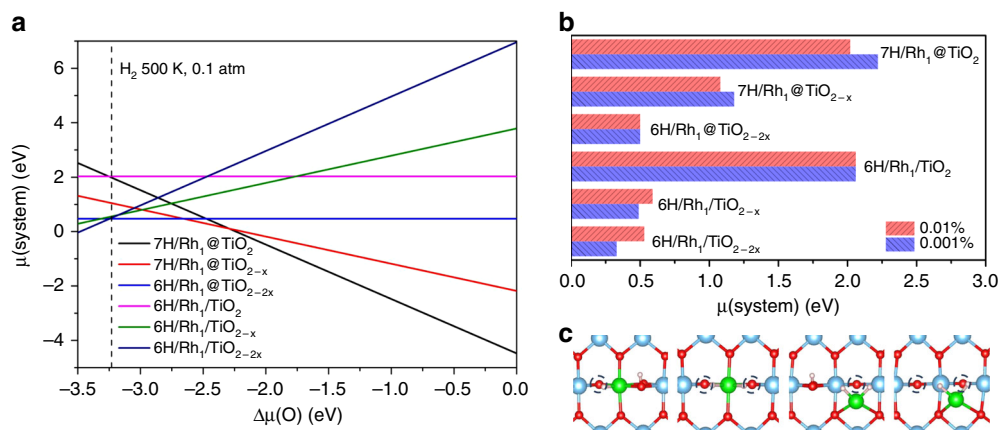 a
μ(system) (eV)
6
4
2
0
−2
−4
H₂ 500 K, 0.1 atm
7H/Rh₁@TiO₂
7H/Rh₁@TiO₂₋ₓ
6H/Rh₁@TiO₂₋₂ₓ
6H/Rh₁/TiO₂
6H/Rh₁/TiO₂₋ₓ
6H/Rh₁/TiO₂₋₂ₓ
−3.5 −3.0 −2.5 −2.0 −1.5 −1.0 −0.5 0.0
Δμ(O) (eV)
b
7H/Rh₁@TiO₂
7H/Rh₁@TiO₂₋ₓ
6H/Rh₁@TiO₂₋₂ₓ
6H/Rh₁/TiO₂
6H/Rh₁/TiO₂₋ₓ
6H/Rh₁/TiO₂₋₂ₓ
0.01%
0.001%
0.0 0.5 1.0 1.5 2.0 2.5 3.0
μ(system) (eV)
c